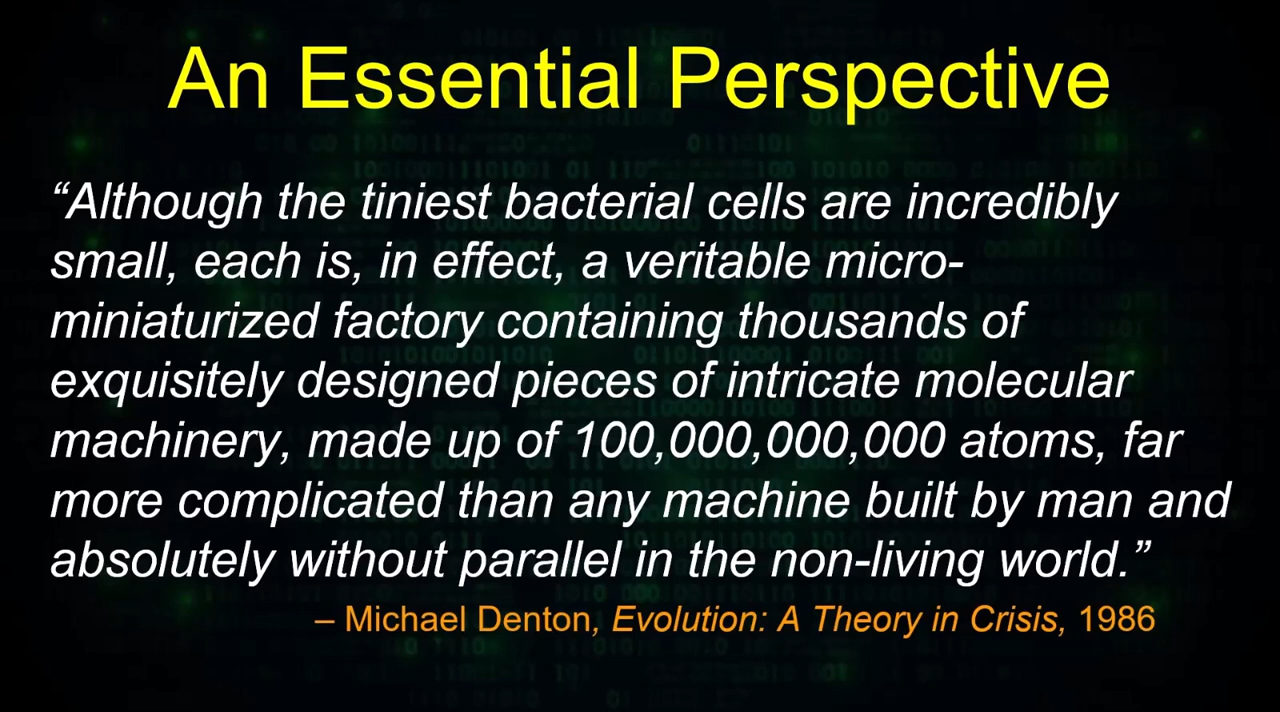 An Essential Perspective
“Although the tiniest bacterial cells are incredibly
small, each is, in effect, a veritable micro-
miniaturized factory containing thousands of
exquisitely designed pieces of intricate molecular
machinery, made up of 100,000,000,000 atoms, far
more complicated than any machine built by man and
absolutely without parallel in the non-living world.”
– Michael Denton, Evolution: A Theory in Crisis, 1986